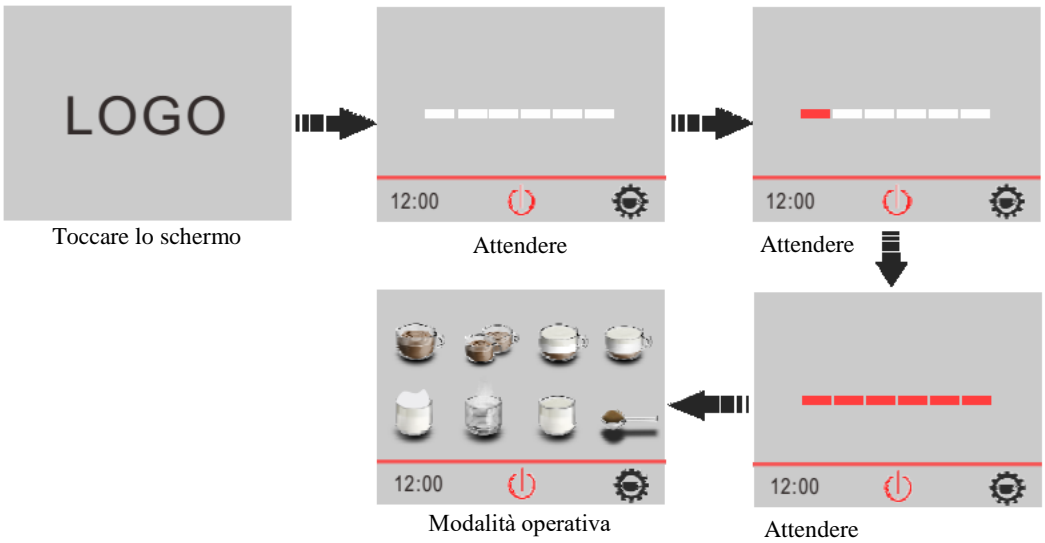 LOGO
Toccare lo schermo
12:00
Attendere
12:00
Attendere
12:00
Attendere
12:00
Modalità operativa